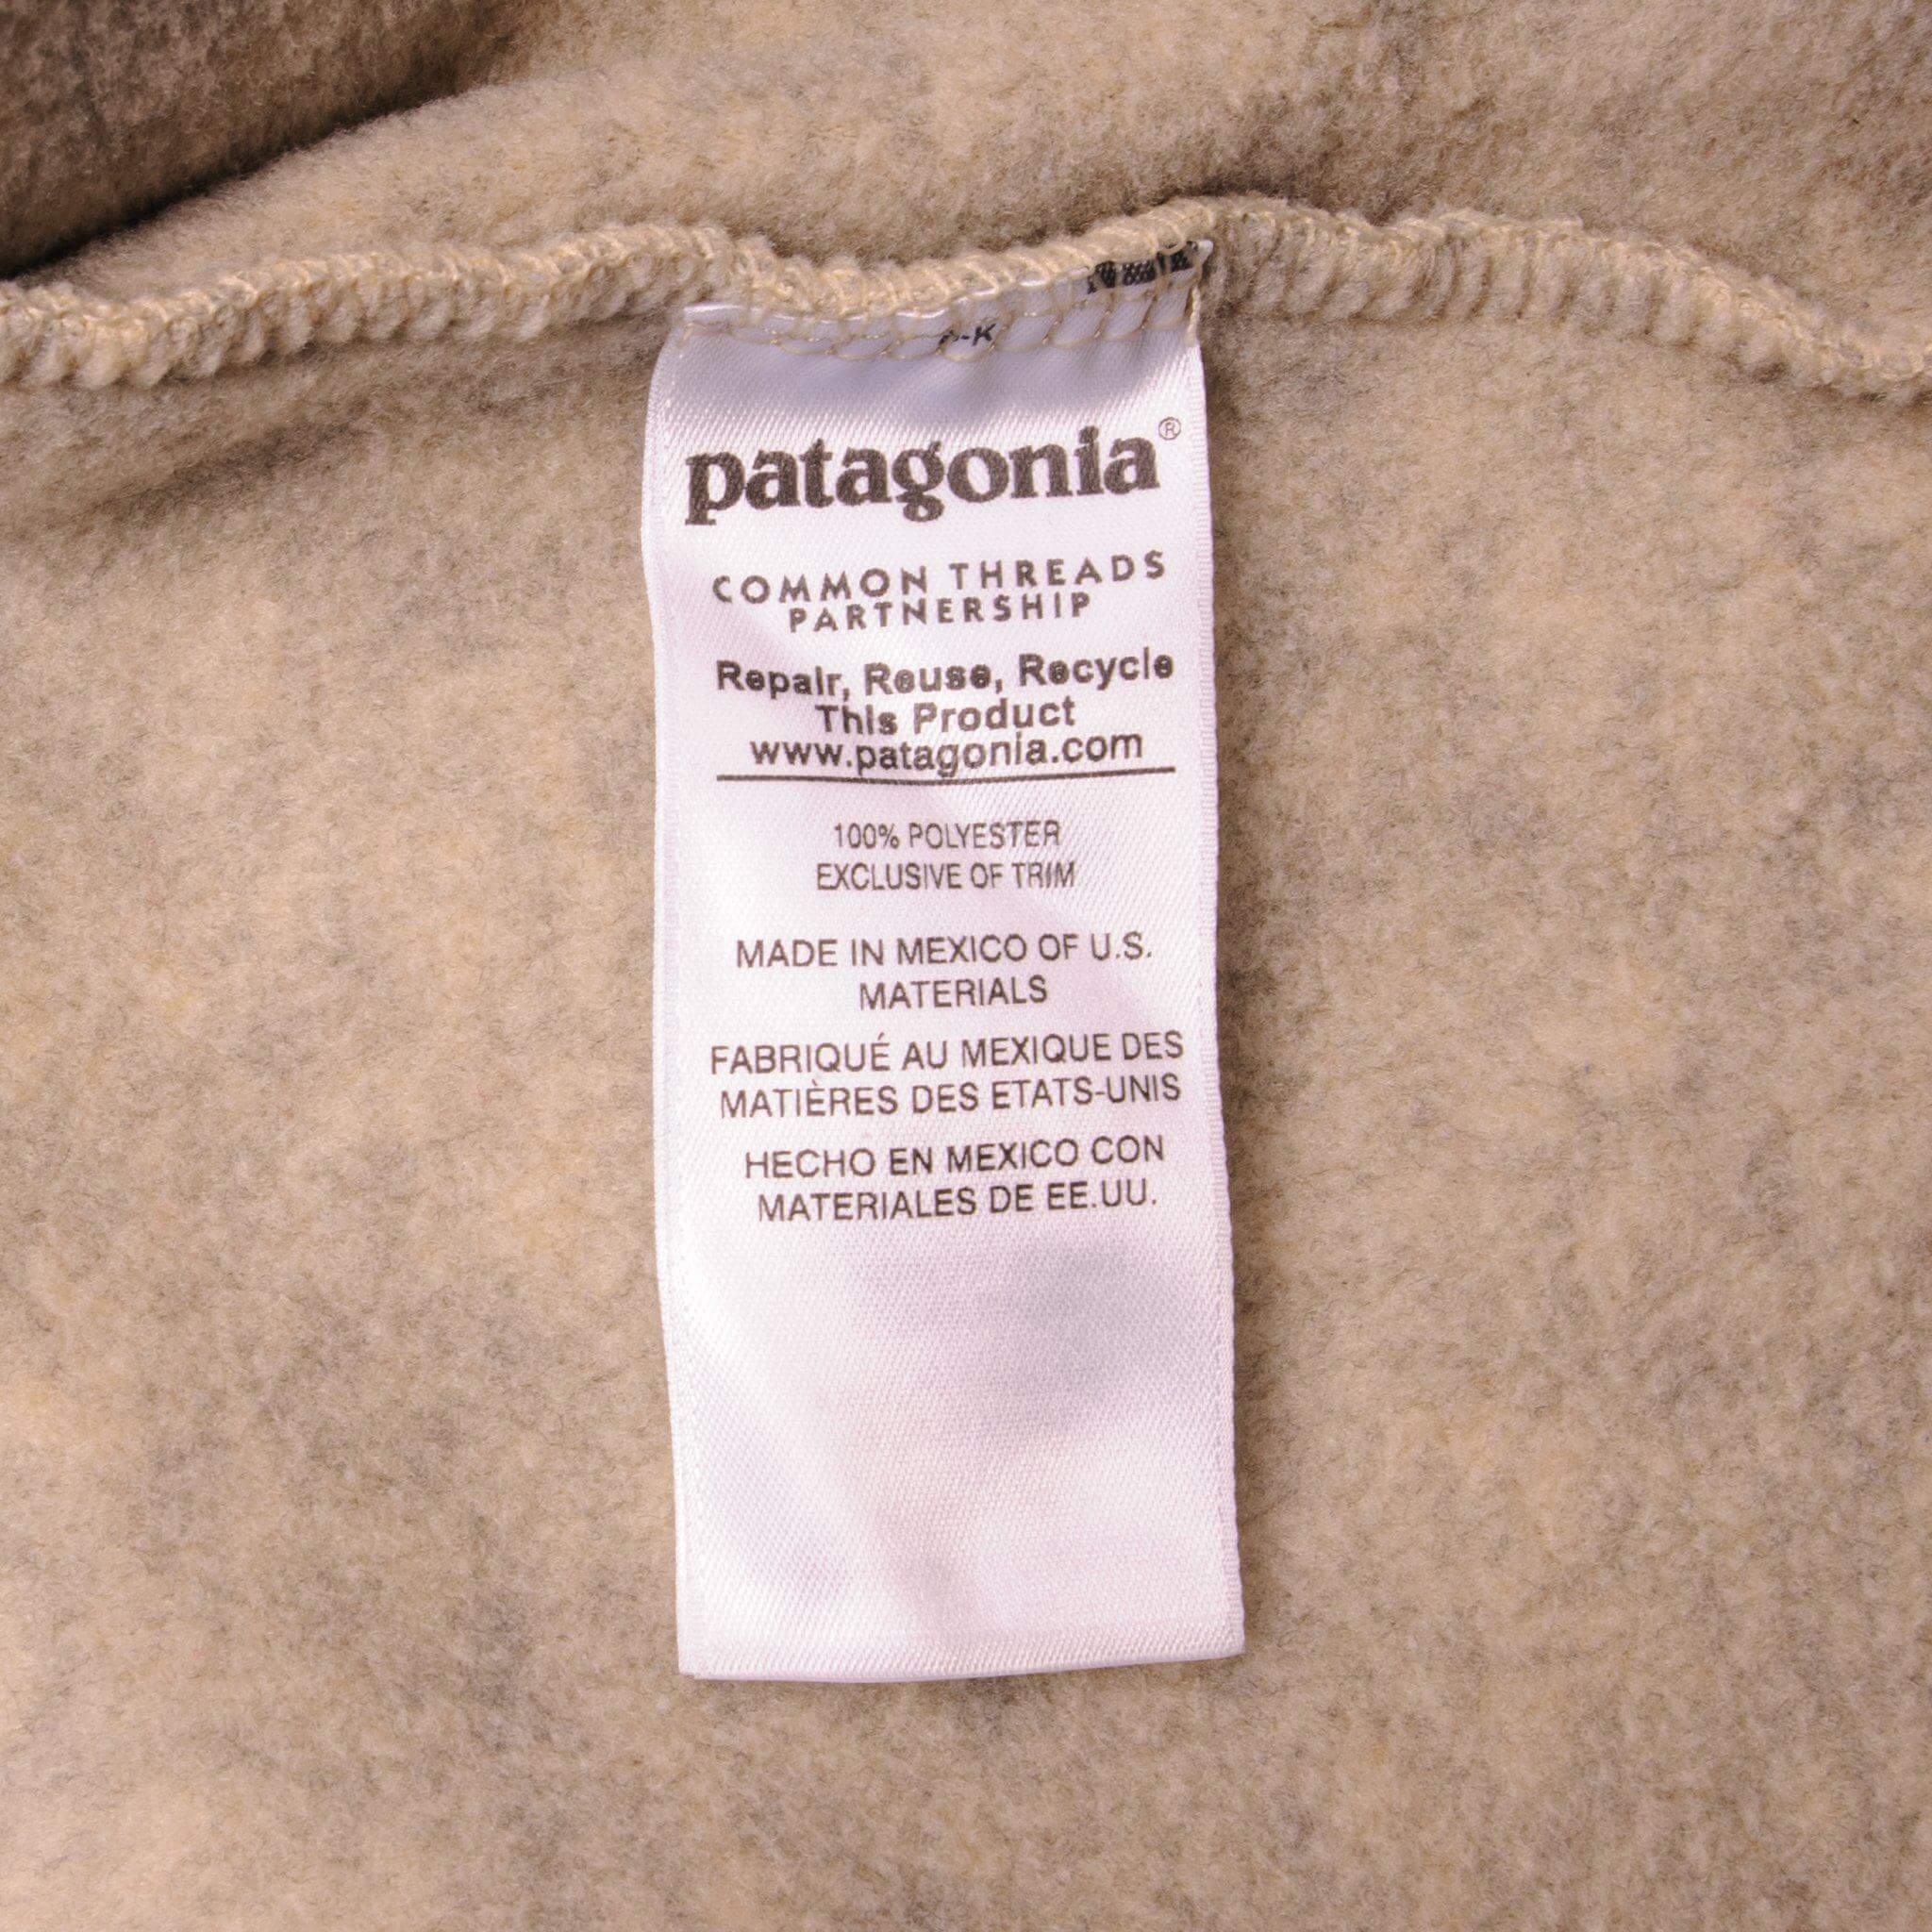 patagonia®
COMMON THREADS
PARTNERSHIP
Repair, Reuse, Recycle
This Product
www.patagonia.com
100% POLYESTER
EXCLUSIVE OF TRIM
MADE IN MEXICO OF U.S.
MATERIALS
FABRIQUÉ AU MEXIQUE DES
MATIÈRES DES ETATS-UNIS
HECHO EN MEXICO CON
MATERIALES DE EE.UU.